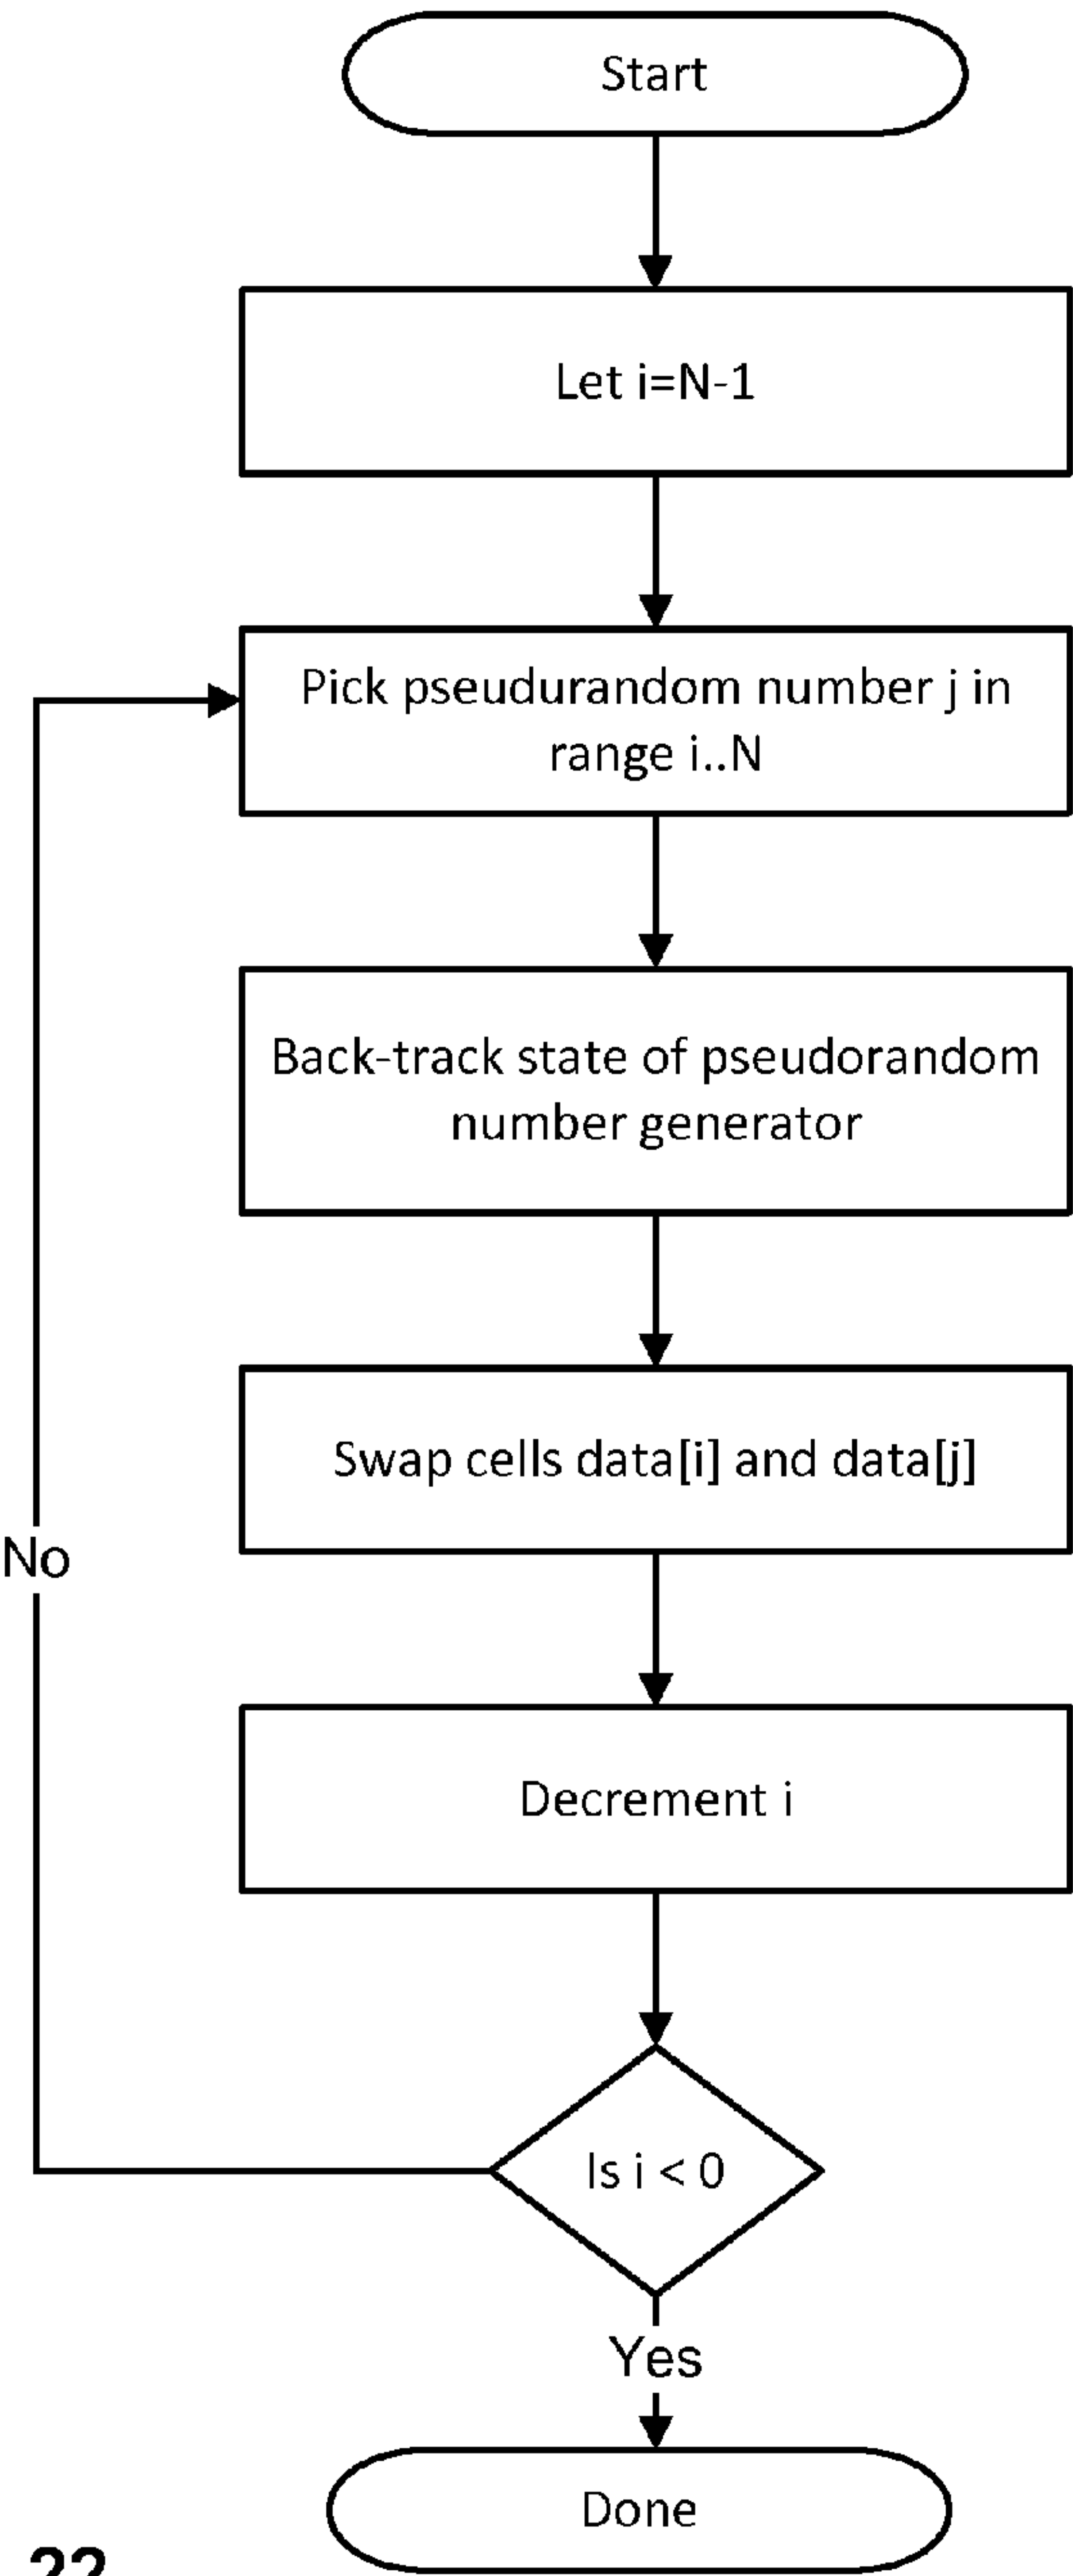 Start
Let i=N-1
Pick pseudurandom number j in
range i..N
Back-track state of pseudorandom
number generator
Swap cells data[i] and data[j]
No
Decrement i
Is i < 0
Yes
Done
22